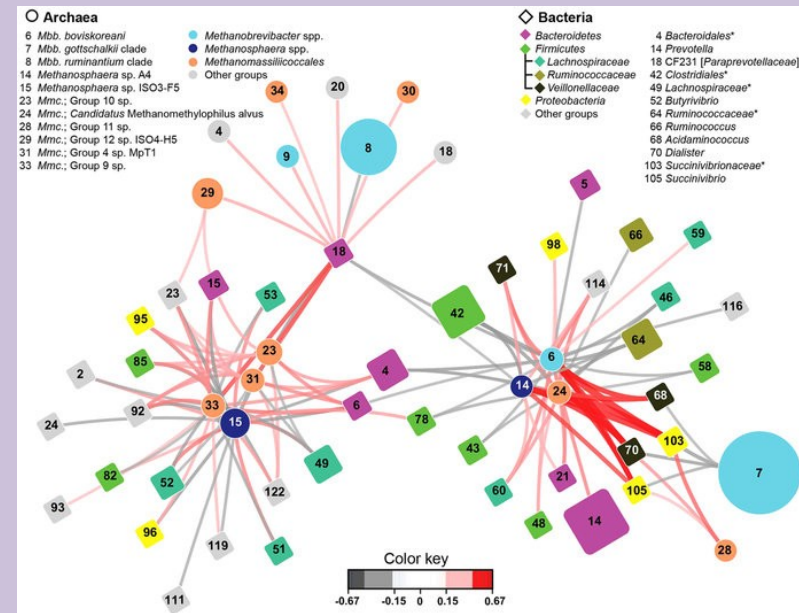 Archaea
6 Mbb. boviskoreani
7 Mbb. gottschalkii clade
8 Mbb. ruminantium clade
14 Methanosphaera sp. A4
15 Methanosphaera sp. ISO3-F5
23 Mmc.; Group 10 sp.
24 Mmc.; Candidatus Methanomethylophilus alvus
28 Mmc.; Group 11 sp.
29 Mmc.; Group 12 sp. ISO4-H5
31 Mmc.; Group 4 sp. MpT1
33 Mmc.; Group 9 sp.
Methanobrevibacter spp.
Methanosphaera spp.
Methanomassiliicoccales
Other groups
Bacteria
Bacteroidetes
Firmicutes
Lachnospiraceae
Ruminococcaceae
Veillonellaceae
Proteobacteria
Other groups
4 Bacteroidales*
14 Prevotella
18 CF231 [Paraprevotellaceae]
42 Clostridiales*
49 Lachnospiraceae*
52 Butyrivibrio
64 Ruminococcaceae*
66 Ruminococcus
68 Acidaminococcus
70 Dialister
103 Succinivibrionaceae*
105 Succinivibrio
34
20
30
4
9
8
18
29
18
5
98
66
59
71
23
15
53
114
46
116
95
42
64
85
23
6
58
2
31
4
14
24
68
92
33
15
6
78
24
43
70
103
82
52
49
60
21
105
7
93
122
96
119
51
48
14
28
111
Color key
-0.67 -0.15 0.15 0.67